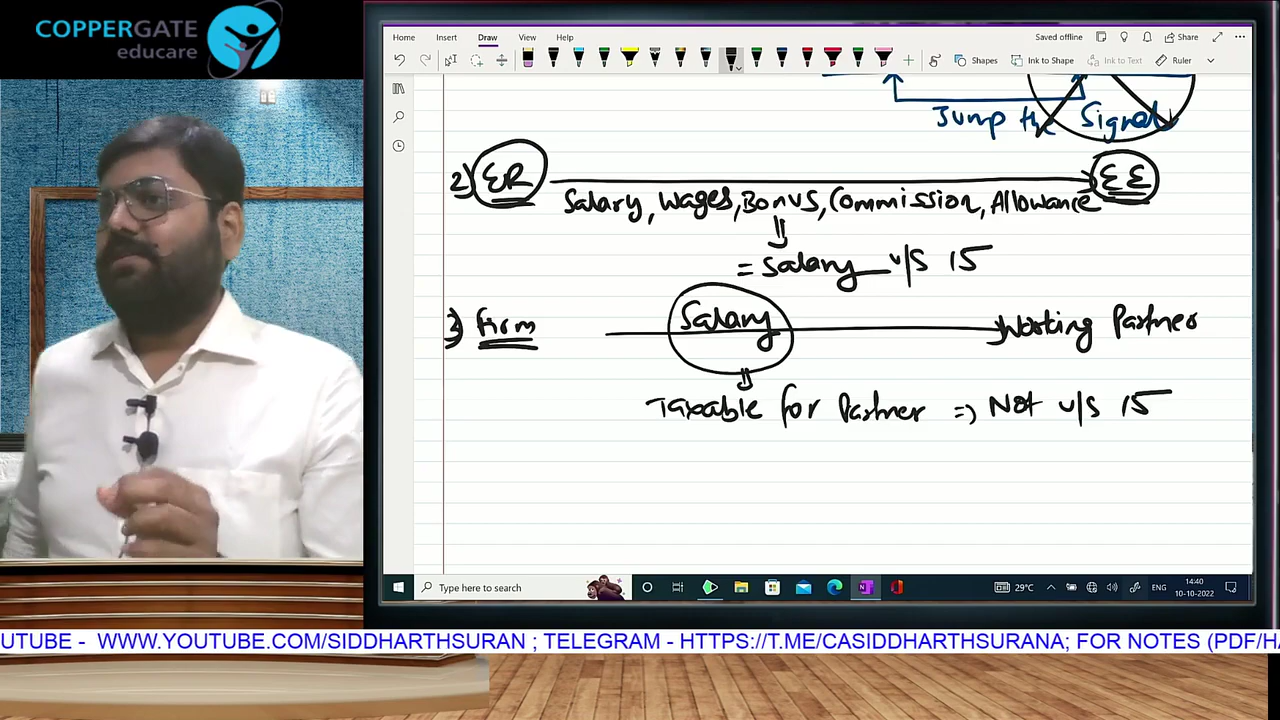 COPPERGATE
educare
Home Insert Draw View Help
Saved offline Share
Shapes Ink to Shape Ink to Text Ruler
Jump the Signal
2) ER EE
Salary, Wages, Bonus, Commission, Allowance
= Salary u/s 15
3) Firm Salary Working Partner
Taxable for Partner => Not u/s 15
Type here to search
29°C ENG 14:40
10-10-2022
UTUBE - WWW.YOUTUBE.COM/SIDDHARTHSURAN ; TELEGRAM - HTTPS://T.ME/CASIDDHARTHSURANA; FOR NOTES (PDF/HA